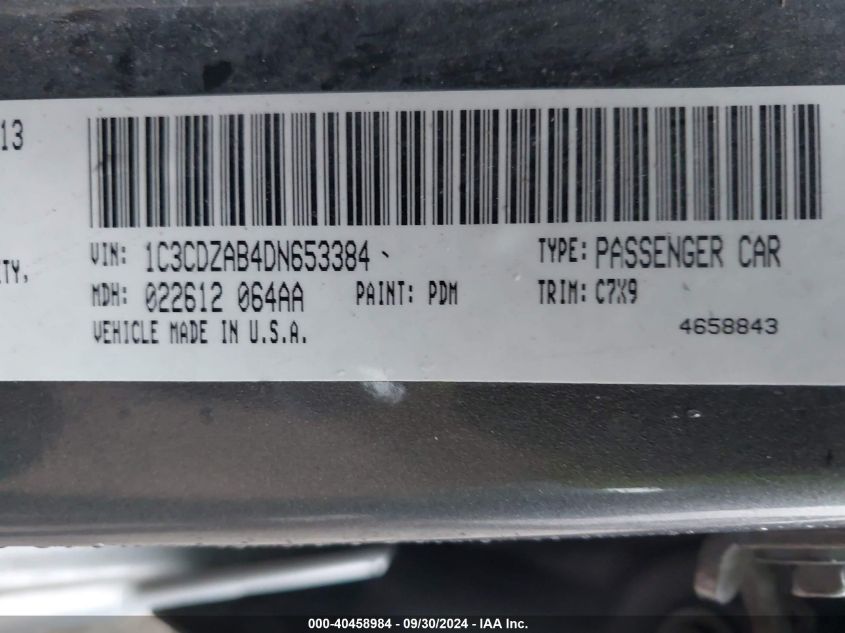 13
VIN: 1C3CDZAB4DN653384 TYPE: PASSENGER CAR
ITY,
MDH: 022612 064AA PAINT: PDM TRIM: C7X9
VEHICLE MADE IN U.S.A. 4658843
000-40458984 - 09/30/2024 - IAA Inc.